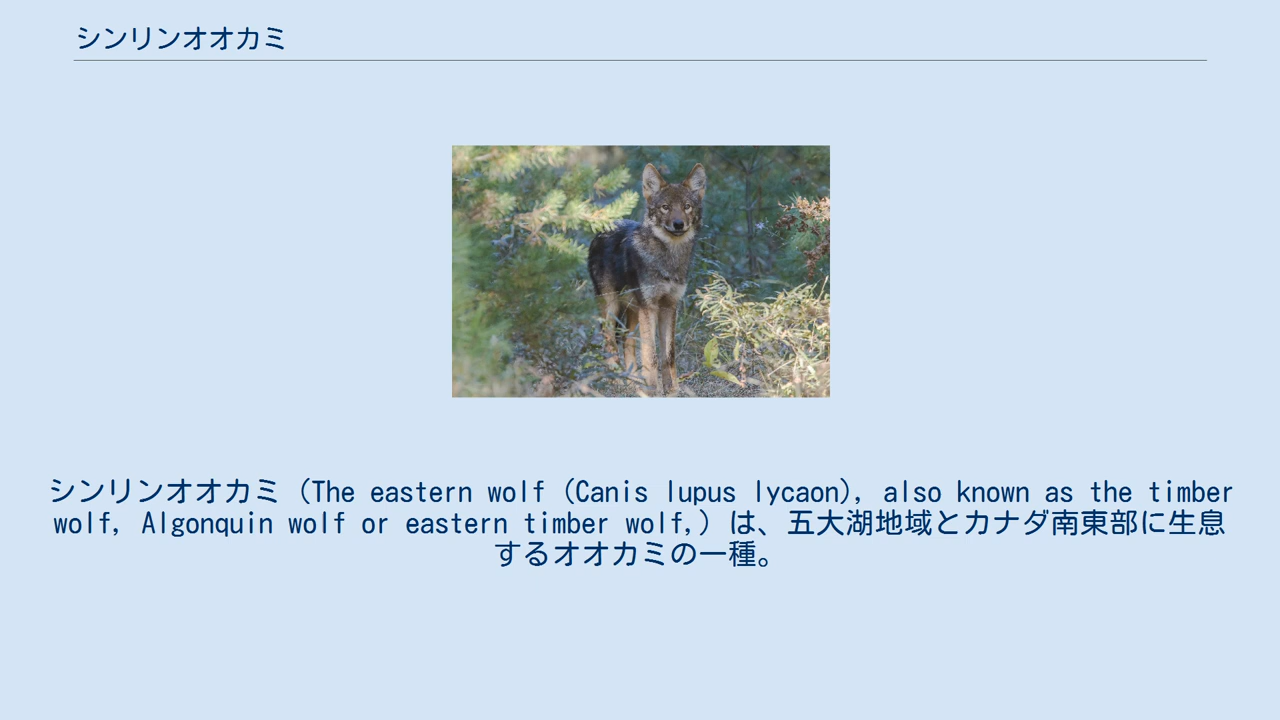 シンリンオオカミ
シンリンオオカミ（The eastern wolf (Canis lupus lycaon), also known as the timber
wolf, Algonquin wolf or eastern timber wolf,）は、五大湖地域とカナダ南東部に生息
するオオカミの一種。